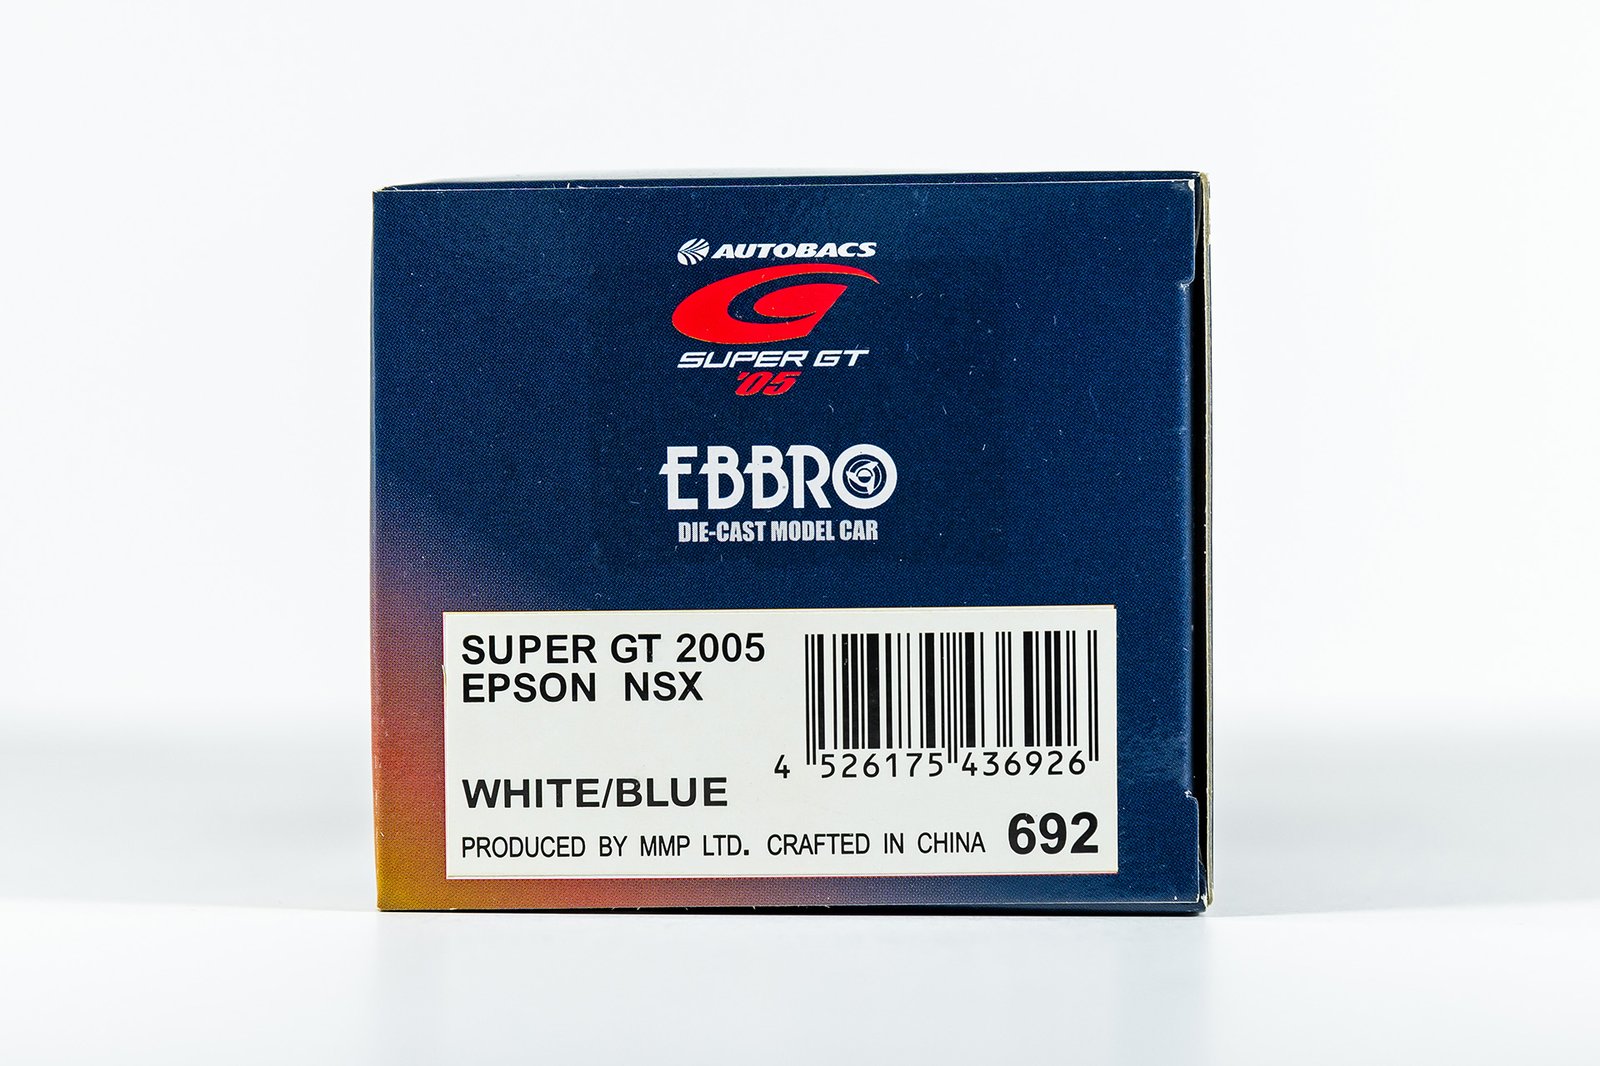 AUTOBACS
SUPER GT
'05
EBBRO
DIE-CAST MODEL CAR
SUPER GT 2005
EPSON NSX
WHITE/BLUE
4 526175 436926
PRODUCED BY MMP LTD. CRAFTED IN CHINA 692